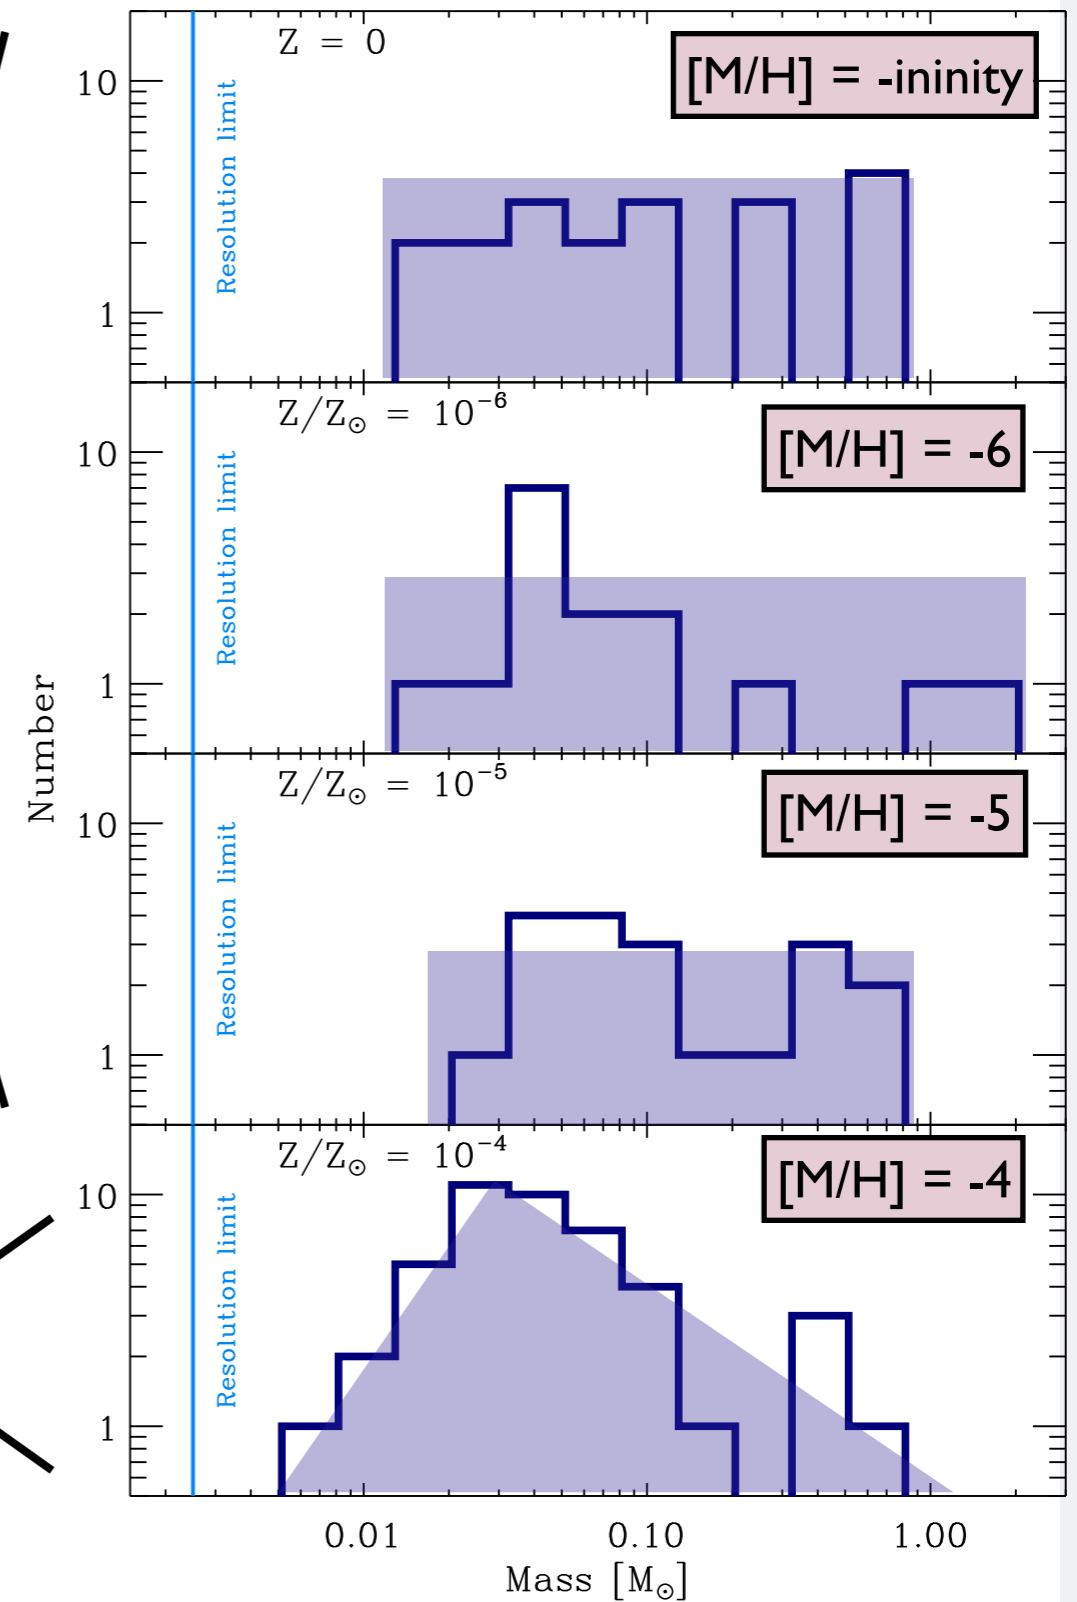 Z = 0
[M/H] = -ininity
10
Resolution limit
1
Z/Z☉ = 10⁻⁶
[M/H] = -6
10
Resolution limit
1
Number
Z/Z☉ = 10⁻⁵
[M/H] = -5
10
Resolution limit
1
Z/Z☉ = 10⁻⁴
[M/H] = -4
10
Resolution limit
1
0.01 0.10 1.00
Mass [M☉]